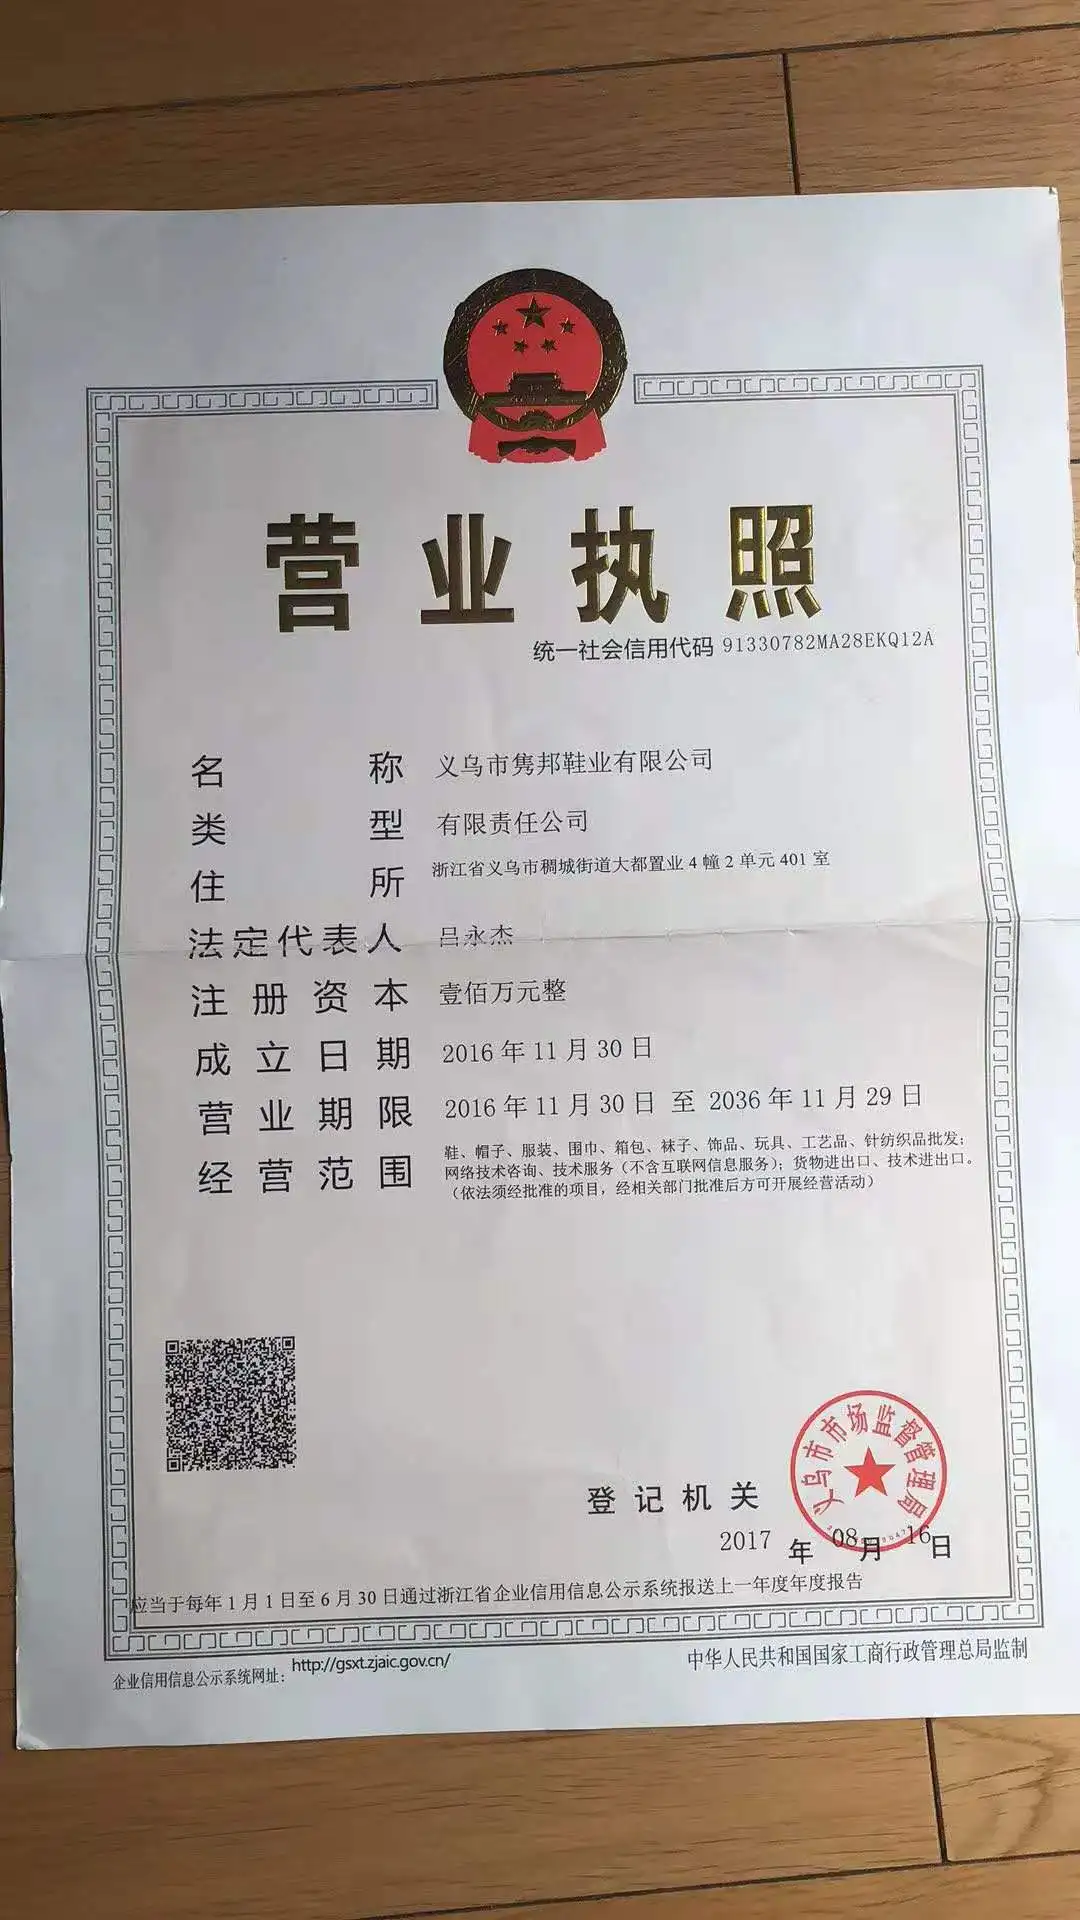 营业执照
统一社会信用代码 91330782MA28EKQ12A
名称 义乌市隽邦鞋业有限公司
类型 有限责任公司
住所 浙江省义乌市稠城街道大都置业4幢2单元401室
法定代表人 吕永杰
注册资本 壹佰万元整
成立日期 2016年11月30日
营业期限 2016年11月30日 至 2036年11月29日
经营范围 鞋、帽子、服装、围巾、箱包、袜子、饰品、玩具、工艺品、针纺织品批发；
网络技术咨询、技术服务（不含互联网信息服务）；货物进出口、技术进出口。
（依法须经批准的项目，经相关部门批准后方可开展经营活动）
义乌市市场监督管理局
登记机关
2017年08月16日
应当于每年1月1日至6月30日通过浙江省企业信用信息公示系统报送上一年度年度报告
企业信用信息公示系统网址：http://gsxt.zjaic.gov.cn/
中华人民共和国国家工商行政管理总局监制